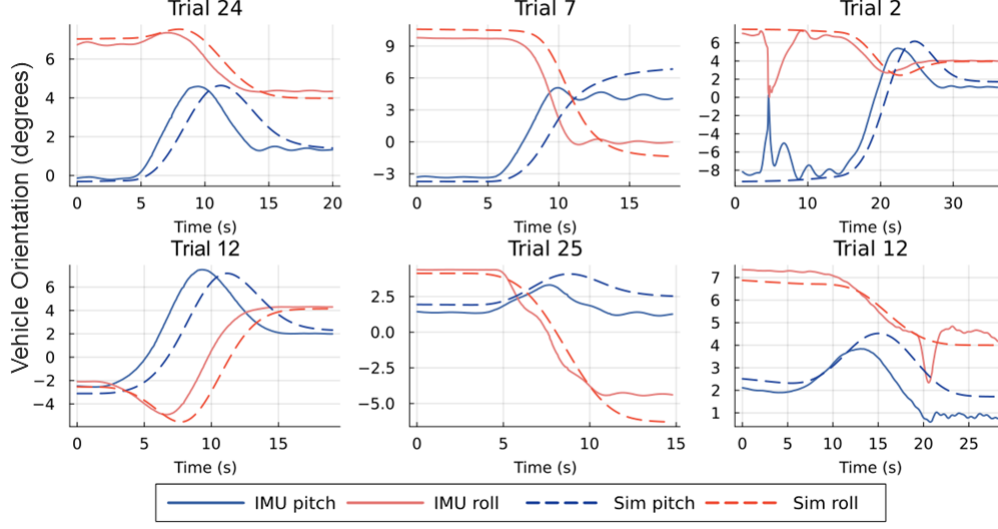 Trial 24
Trial 7
Trial 2
Vehicle Orientation (degrees)
6
4
2
0
0 5 10 15 20
Time (s)
9
6
3
0
−3
0 5 10 15
Time (s)
6
4
2
0
−2
−4
−6
−8
0 10 20 30
Time (s)
Trial 12
Trial 25
Trial 12
6
4
2
0
−2
−4
0 5 10 15
Time (s)
2.5
0.0
−2.5
−5.0
0 5 10 15
Time (s)
7
6
5
4
3
2
1
0 5 10 15 20 25
Time (s)
IMU pitch IMU roll Sim pitch Sim roll